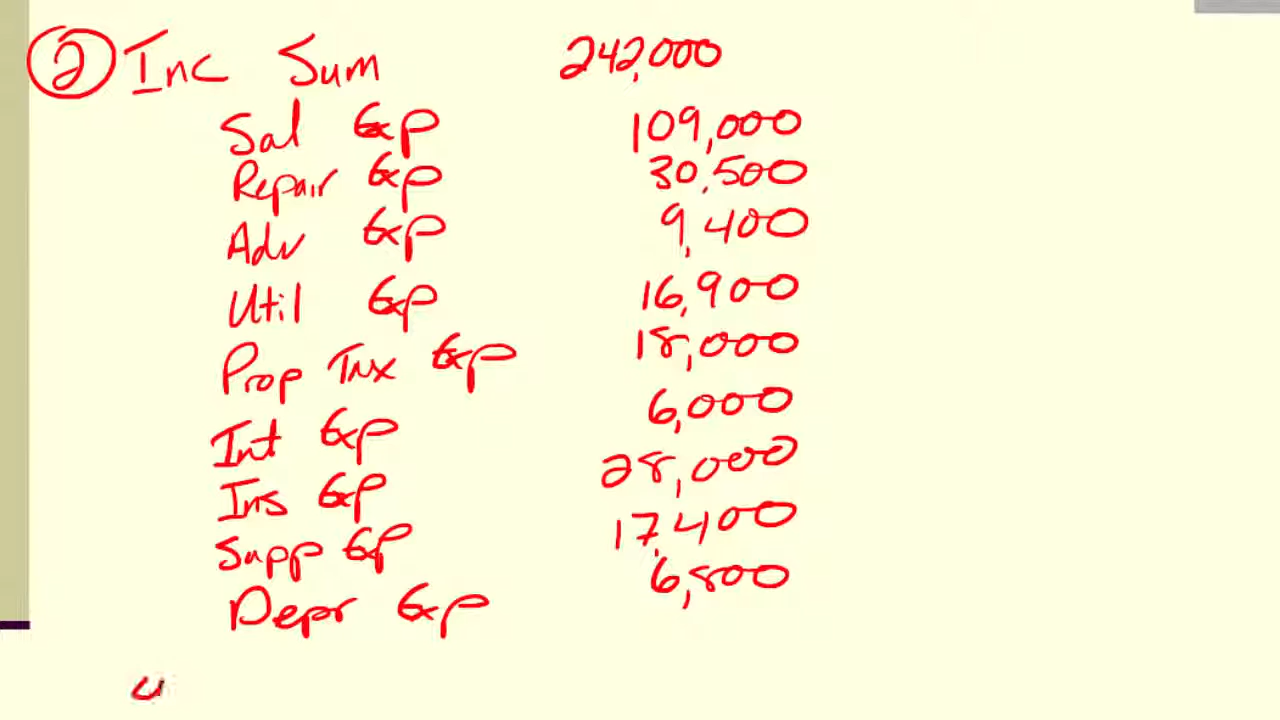 2 Inc Sum 242,000
Sal Exp 109,000
Repair Exp 30,500
Adv Exp 9,400
Util Exp 16,900
Prop Tax Exp 18,000
Int Exp 6,000
Ins Exp 28,000
Supp Exp 17,400
Depr Exp 6,800